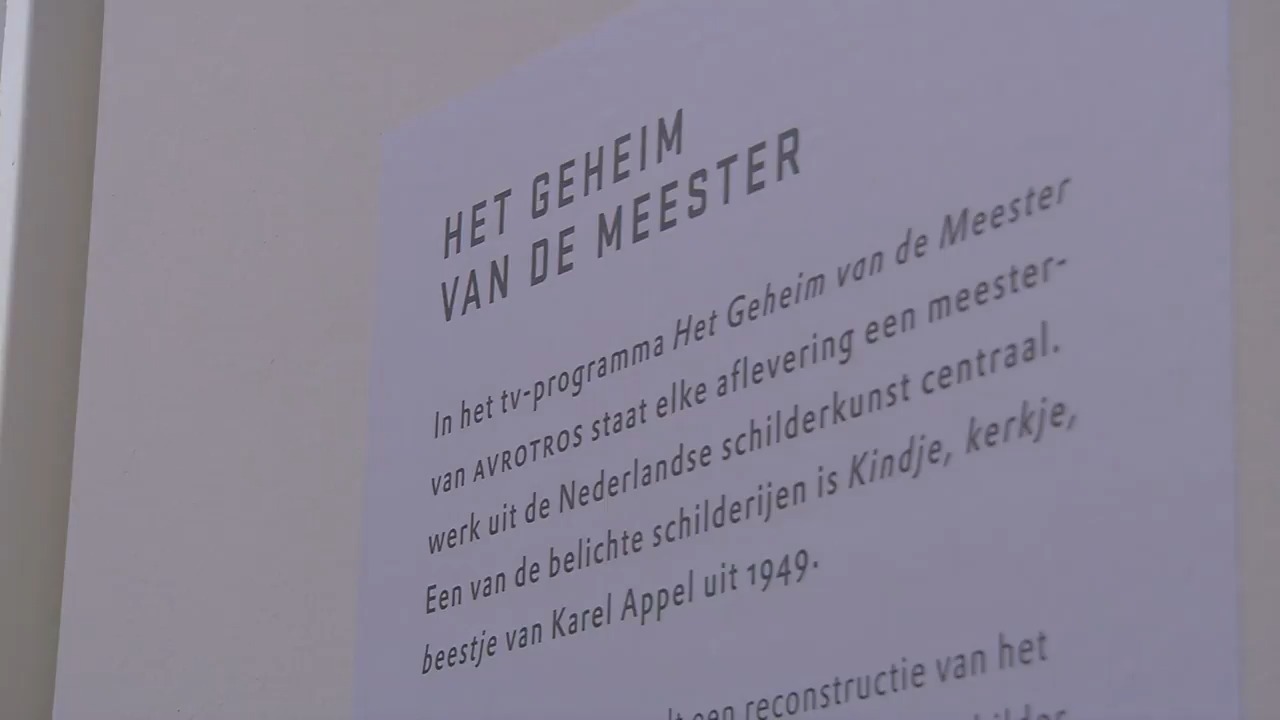 HET GEHEIM
VAN DE MEESTER
In het tv-programma Het Geheim van de Meester
van AVROTROS staat elke aflevering een meester-
werk uit de Nederlandse schilderkunst centraal.
Een van de belichte schilderijen is Kindje, kerkje,
beestje van Karel Appel uit 1949.
een reconstructie van het